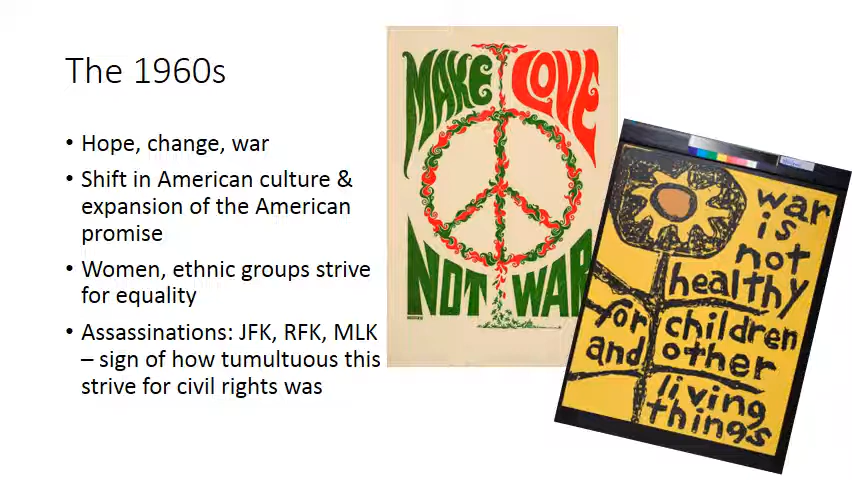 The 1960s
• Hope, change, war
• Shift in American culture &
expansion of the American
promise
• Women, ethnic groups strive
for equality
• Assassinations: JFK, RFK, MLK
– sign of how tumultuous this
strive for civil rights was
MAKE LOVE
NOT WAR
war
is
not
healthy
for children
and other
living
things